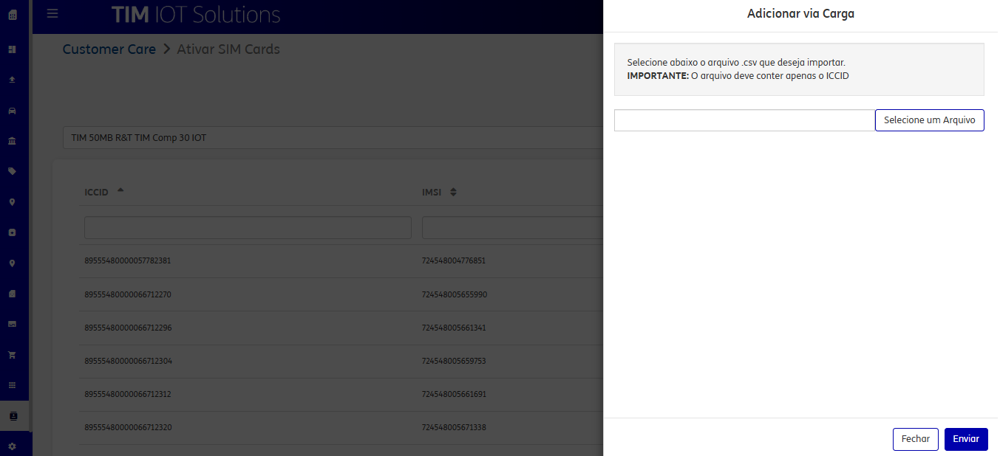 TIM IOT Solutions
Adicionar via Carga
Customer Care > Ativar SIM Cards
Selecione abaixo o arquivo .csv que deseja importar.
IMPORTANTE: O arquivo deve conter apenas o ICCID
Selecione um Arquivo
TIM 50MB R&T TIM Comp 30 IOT
ICCID IMSI
89555480000057782381 724548004776851
89555480000066712270 724548005655990
89555480000066712296 724548005661341
89555480000066712304 724548005659753
89555480000066712312 724548005661691
89555480000066712320 724548005671338
Fechar Enviar